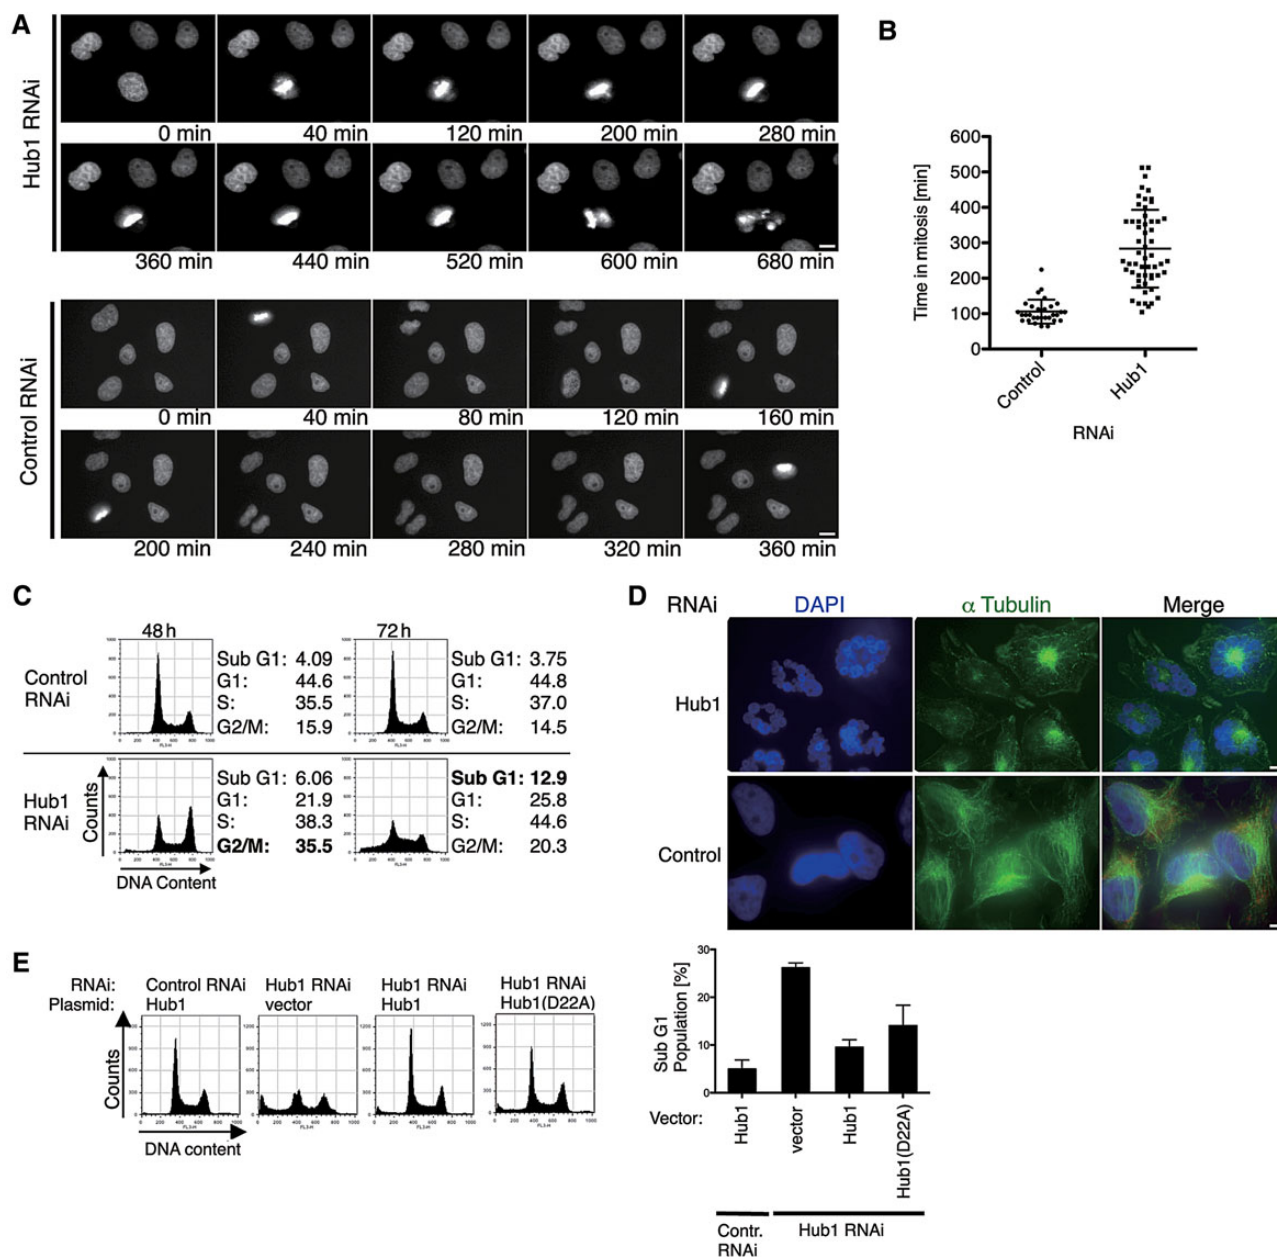 A
Hub1 RNAi
0 min 40 min 120 min 200 min 280 min
360 min 440 min 520 min 600 min 680 min
Control RNAi
0 min 40 min 80 min 120 min 160 min
200 min 240 min 280 min 320 min 360 min
B
Time in mitosis [min]
600
500
400
300
200
100
0
Control Hub1
RNAi
C
48 h 72 h
Control RNAi
Sub G1: 4.09
G1: 44.6
S: 35.5
G2/M: 15.9
Sub G1: 3.75
G1: 44.8
S: 37.0
G2/M: 14.5
Hub1 RNAi
Counts
Sub G1: 6.06
G1: 21.9
S: 38.3
G2/M: 35.5
Sub G1: 12.9
G1: 25.8
S: 44.6
G2/M: 20.3
DNA Content
D
RNAi DAPI α Tubulin Merge
Hub1
Control
E
RNAi: Control RNAi Hub1 RNAi Hub1 RNAi Hub1 RNAi
Plasmid: Hub1 vector Hub1 Hub1(D22A)
Counts
DNA content
Sub G1
Population [%]
30
20
10
0
Vector: Hub1 vector Hub1 Hub1(D22A)
Contr. RNAi
Hub1 RNAi